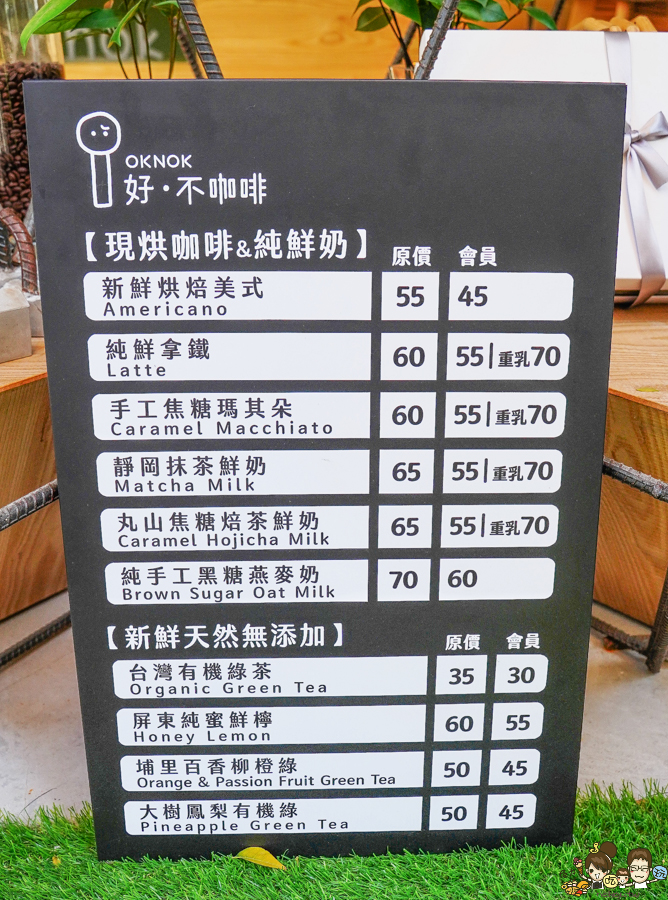 OKNOK
好·不咖啡
【現烘咖啡&純鮮奶】 原價 會員
新鮮烘焙美式 55 45
Americano
純鮮拿鐵 60 55|重乳70
Latte
手工焦糖瑪其朵 60 55|重乳70
Caramel Macchiato
靜岡抹茶鮮奶 65 55|重乳70
Matcha Milk
丸山焦糖焙茶鮮奶 65 55|重乳70
Caramel Hojicha Milk
純手工黑糖燕麥奶 70 60
Brown Sugar Oat Milk
【新鮮天然無添加】 原價 會員
台灣有機綠茶 35 30
Organic Green Tea
屏東純蜜鮮檸 60 55
Honey Lemon
埔里百香柳橙綠 50 45
Orange & Passion Fruit Green Tea
大樹鳳梨有機綠 50 45
Pineapple Green Tea